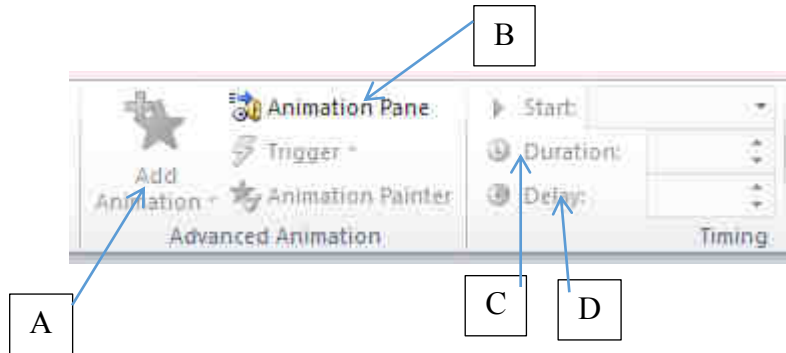 B
Animation Pane
Start:
Trigger
Duration:
Add
Animation
Animation Painter
Delay:
Advanced Animation
Timing
A
C
D